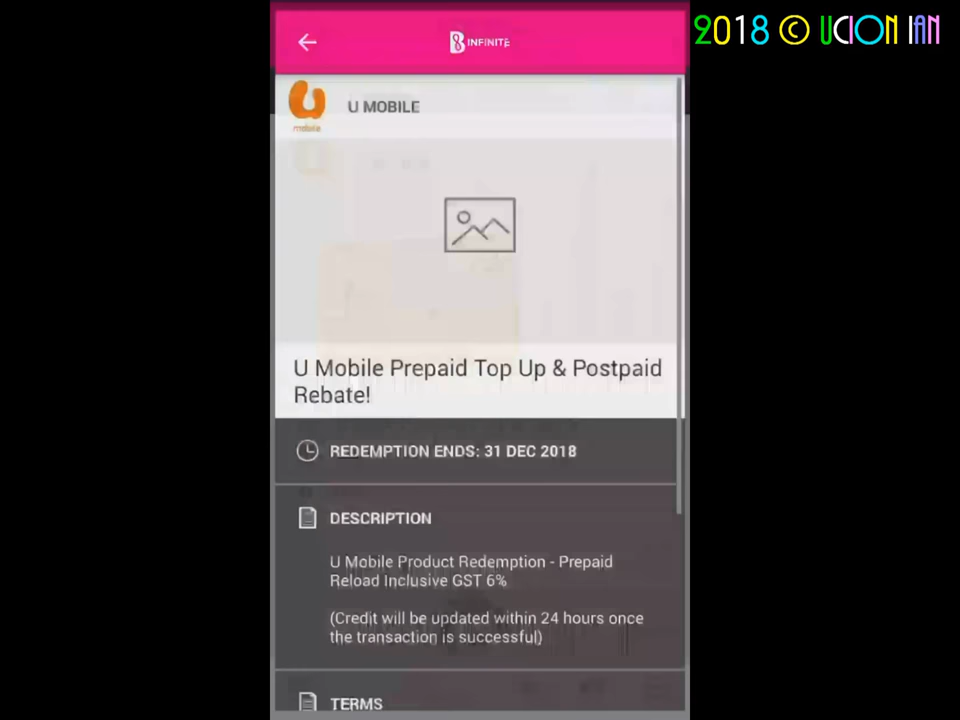 2018 © UCION IAN
B INFINITE
mobile
U MOBILE
U Mobile Prepaid Top Up & Postpaid
Rebate!
REDEMPTION ENDS: 31 DEC 2018
DESCRIPTION
U Mobile Product Redemption - Prepaid
Reload Inclusive GST 6%
(Credit will be updated within 24 hours once
the transaction is successful)
TERMS